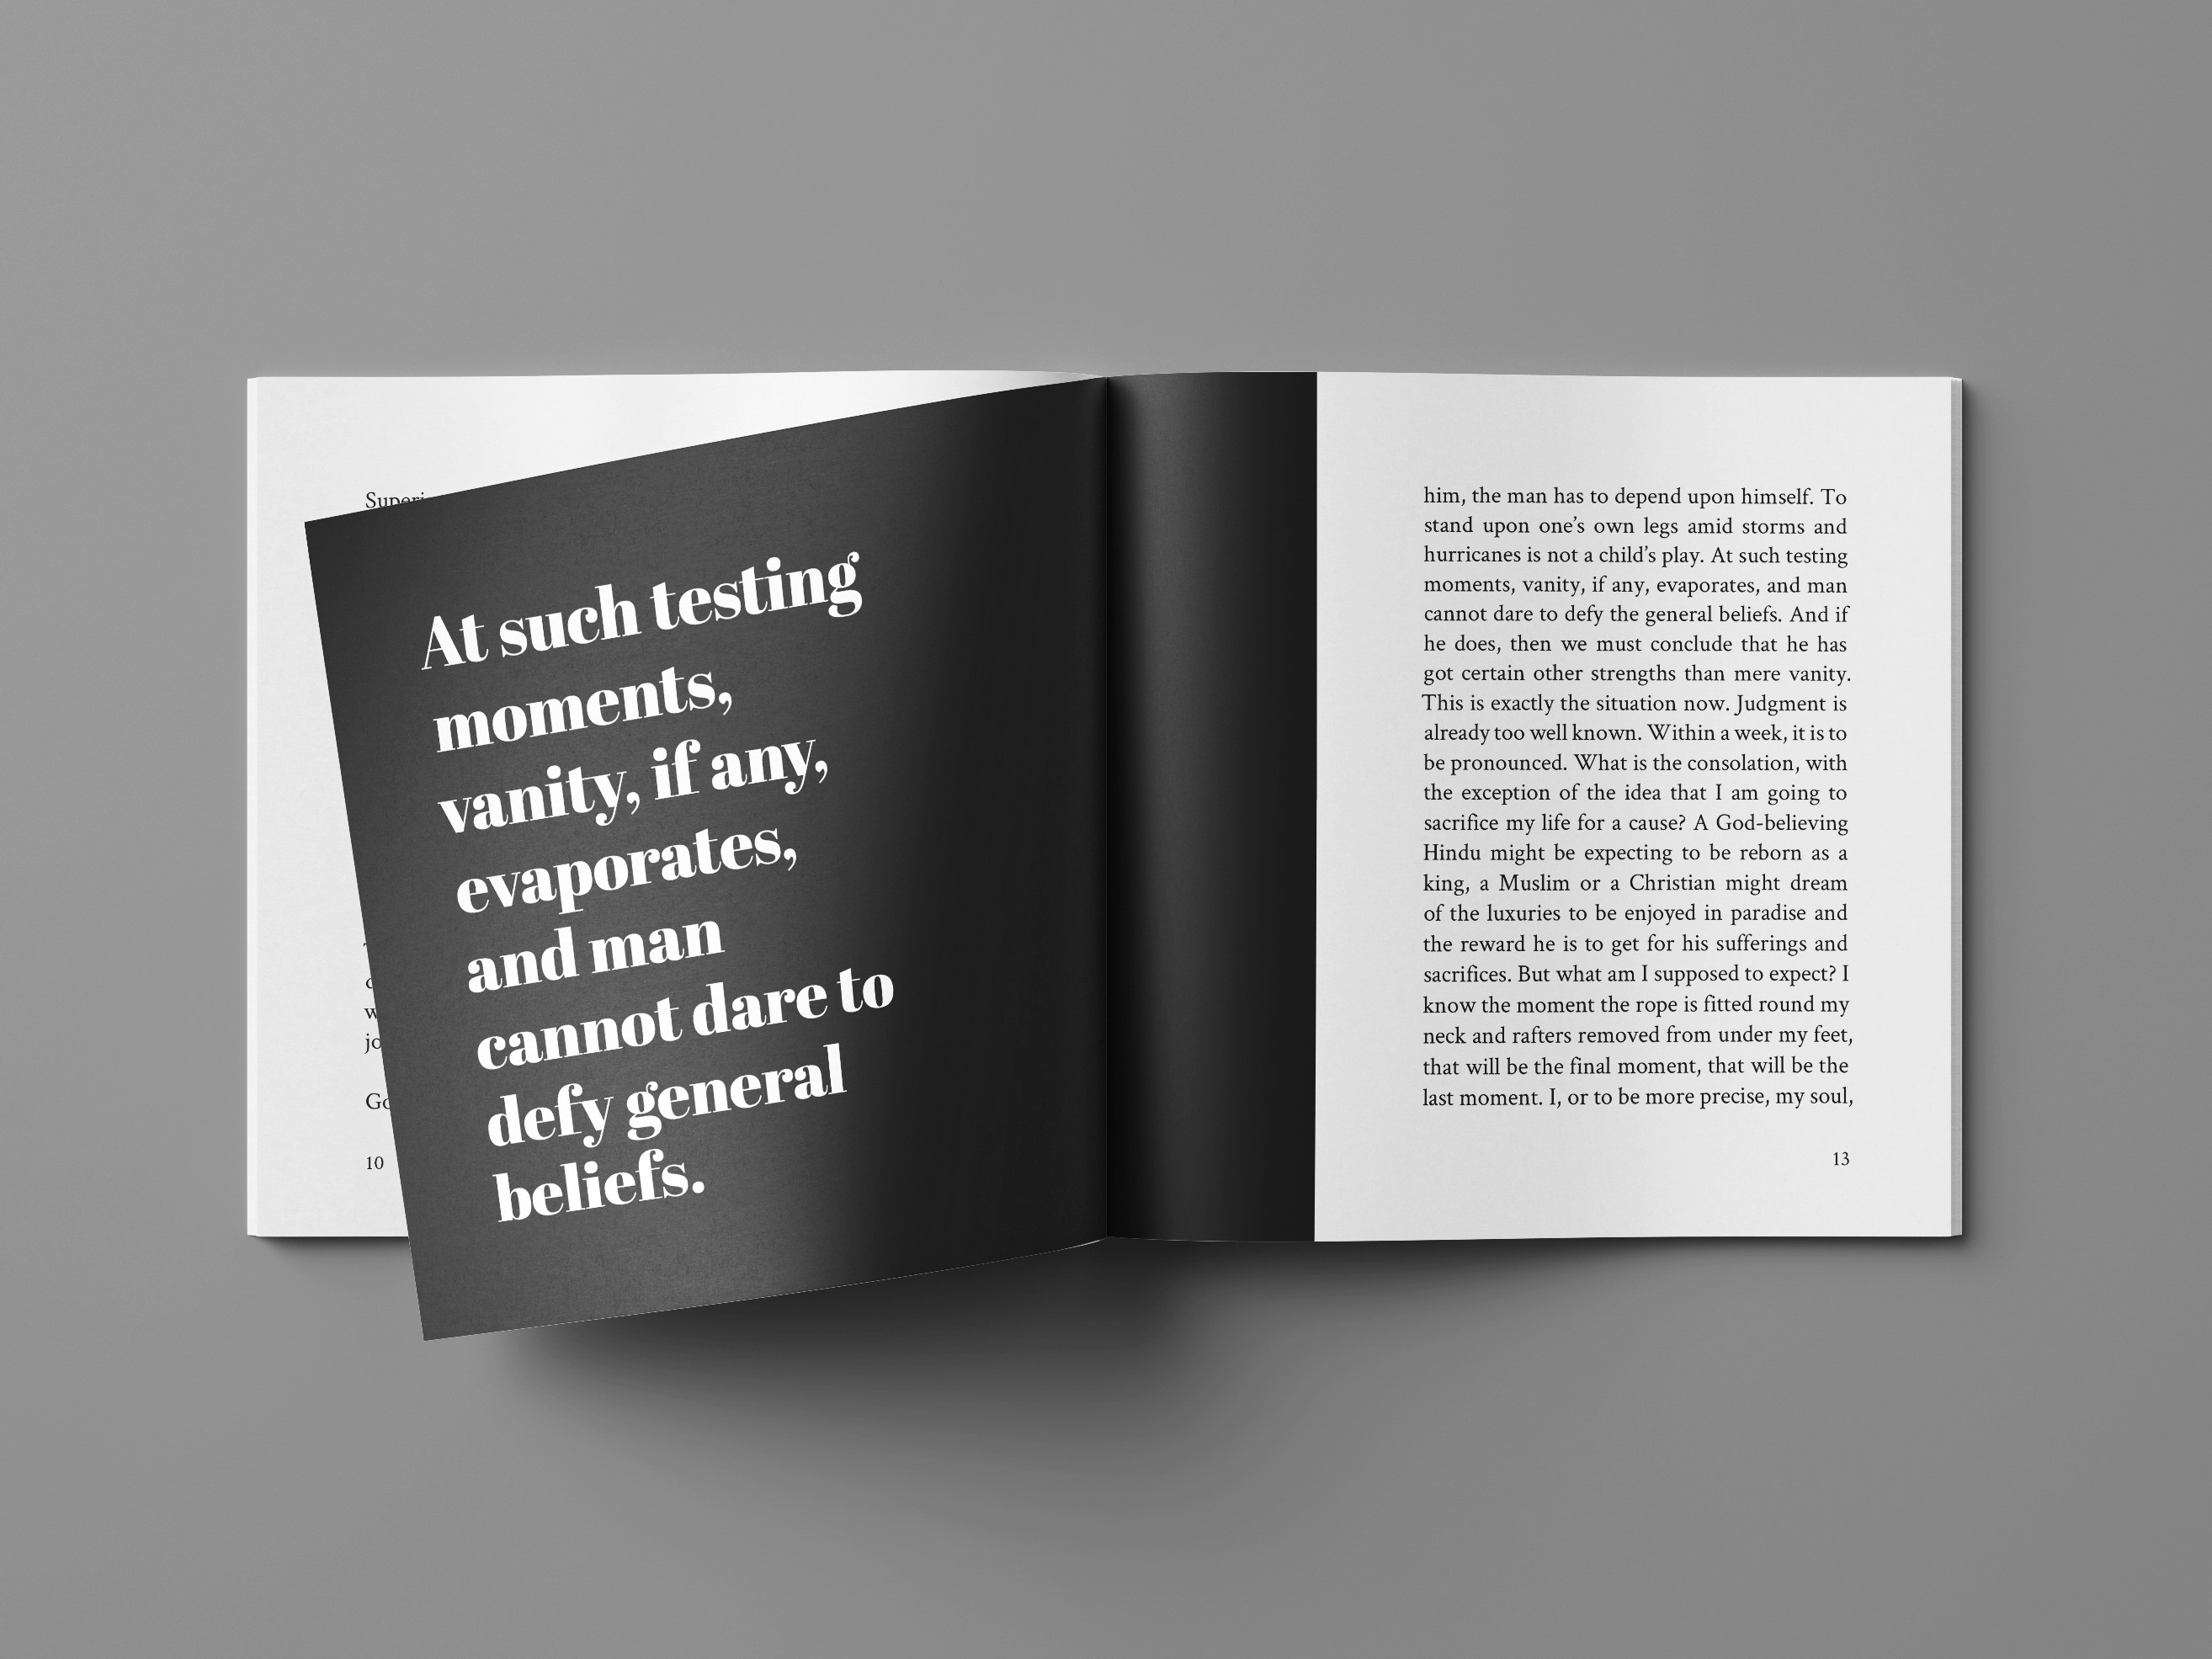 At such testing
moments,
vanity, if any,
evaporates,
and man
cannot dare to
defy general
beliefs.
10
him, the man has to depend upon himself. To
stand upon one’s own legs amid storms and
hurricanes is not a child’s play. At such testing
moments, vanity, if any, evaporates, and man
cannot dare to defy the general beliefs. And if
he does, then we must conclude that he has
got certain other strengths than mere vanity.
This is exactly the situation now. Judgment is
already too well known. Within a week, it is to
be pronounced. What is the consolation, with
the exception of the idea that I am going to
sacrifice my life for a cause? A God-believing
Hindu might be expecting to be reborn as a
king, a Muslim or a Christian might dream
of the luxuries to be enjoyed in paradise and
the reward he is to get for his sufferings and
sacrifices. But what am I supposed to expect? I
know the moment the rope is fitted round my
neck and rafters removed from under my feet,
that will be the final moment, that will be the
last moment. I, or to be more precise, my soul,
13